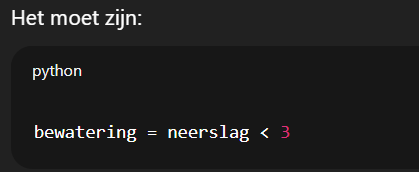 Het moet zijn:
python
bewatering = neerslag < 3